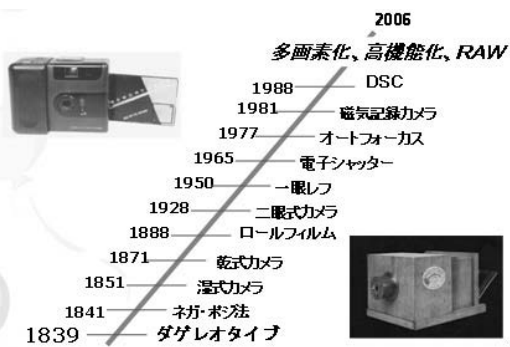 2006
多画素化、高機能化、RAW
1988 DSC
1981 磁気記録カメラ
1977 オートフォーカス
1965 電子シャッター
1950 一眼レフ
1928 二眼式カメラ
1888 ロールフィルム
1871 乾式カメラ
1851 湿式カメラ
1841 ネガ・ポジ法
1839 ダゲレオタイプ